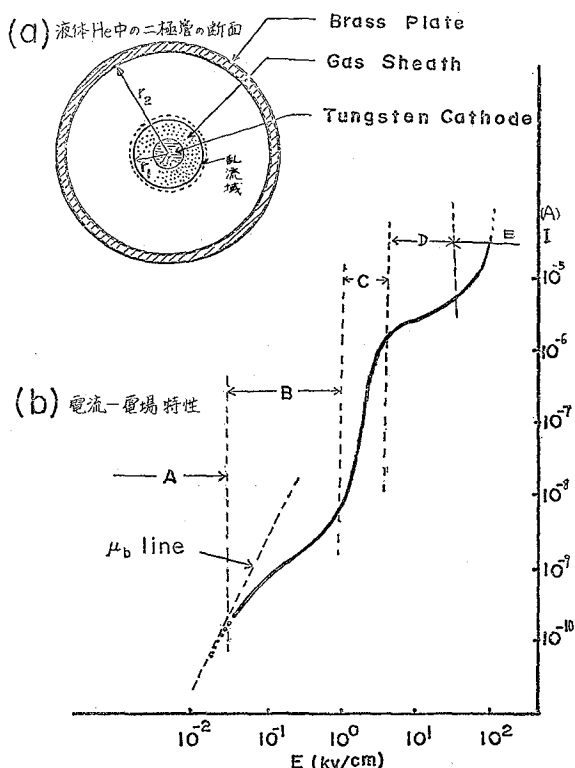 (a) 液体He中の二極管の断面
Brass Plate
Gas Sheath
Tungsten Cathode
r₂
r₁
乱流域
(A)
I
E
D
C
B
A
10⁻⁵
10⁻⁶
10⁻⁷
10⁻⁸
10⁻⁹
10⁻¹⁰
(b) 電流-電場特性
μb line
10⁻² 10⁻¹ 10⁰ 10¹ 10²
E (kv/cm)